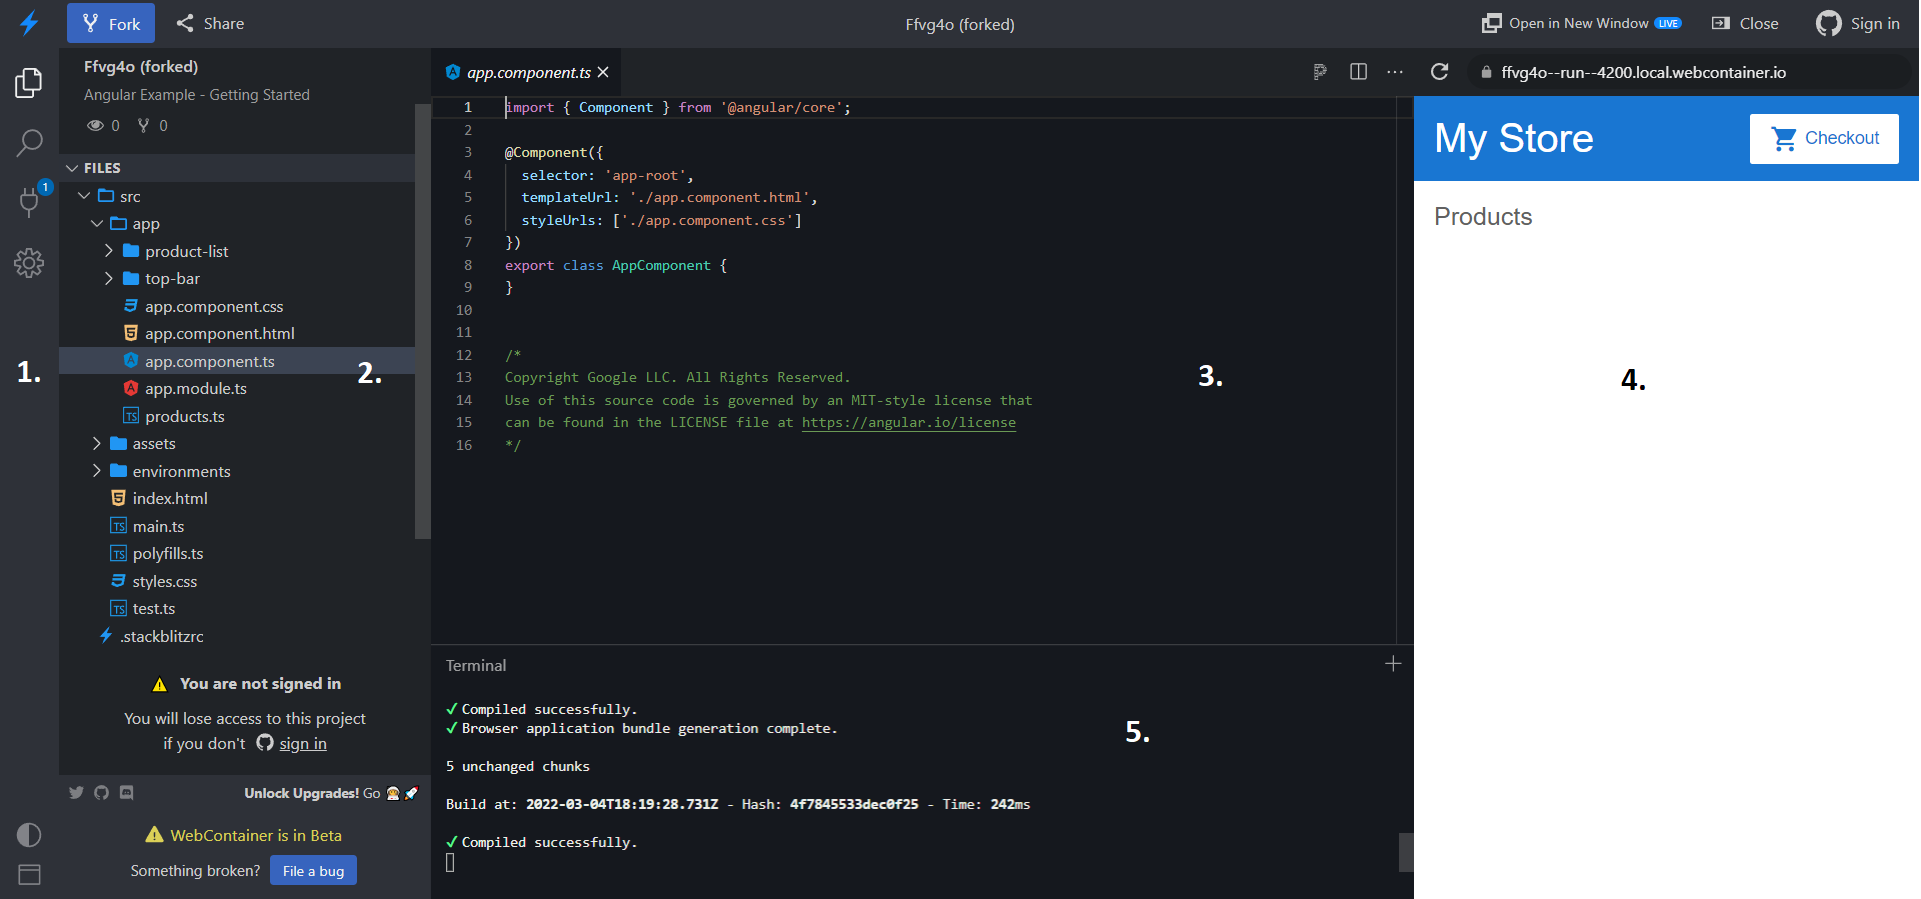 Fork
Share
Ffvg4o (forked)
Open in New Window LIVE
Close
Sign in
Ffvg4o (forked)
Angular Example - Getting Started
0 0
1
FILES
src
app
product-list
top-bar
app.component.css
app.component.html
app.component.ts
app.module.ts
products.ts
assets
environments
index.html
main.ts
polyfills.ts
styles.css
test.ts
.stackblitzrc
1.
2.
You are not signed in
You will lose access to this project
if you don't sign in
Unlock Upgrades! Go
WebContainer is in Beta
Something broken? File a bug
app.component.ts
1 import { Component } from '@angular/core';
2
3 @Component({
4 selector: 'app-root',
5 templateUrl: './app.component.html',
6 styleUrls: ['./app.component.css']
7 })
8 export class AppComponent {
9 }
10
11
12 /*
13 Copyright Google LLC. All Rights Reserved.
14 Use of this source code is governed by an MIT-style license that
15 can be found in the LICENSE file at https://angular.io/license
16 */
3.
Terminal
✓ Compiled successfully.
✓ Browser application bundle generation complete.
5 unchanged chunks
Build at: 2022-03-04T18:19:28.731Z - Hash: 4f7845533dec0f25 - Time: 242ms
✓ Compiled successfully.
5.
ffvg4o--run--4200.local.webcontainer.io
My Store
Checkout
Products
4.